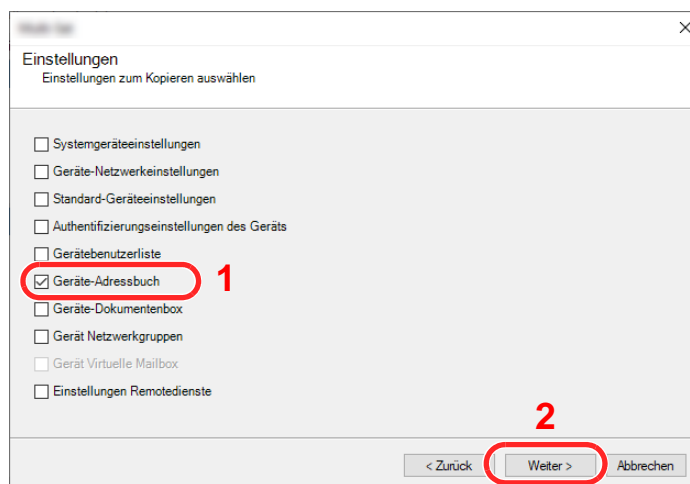 Einstellungen
Einstellungen zum Kopieren auswählen
Systemgeräteeinstellungen
Geräte-Netzwerkeinstellungen
Standard-Geräteeinstellungen
Authentifizierungseinstellungen des Geräts
Gerätebenutzerliste
Geräte-Adressbuch 1
Geräte-Dokumentenbox
Gerät Netzwerkgruppen
Gerät Virtuelle Mailbox
Einstellungen Remotedienste
2
< Zurück Weiter > Abbrechen